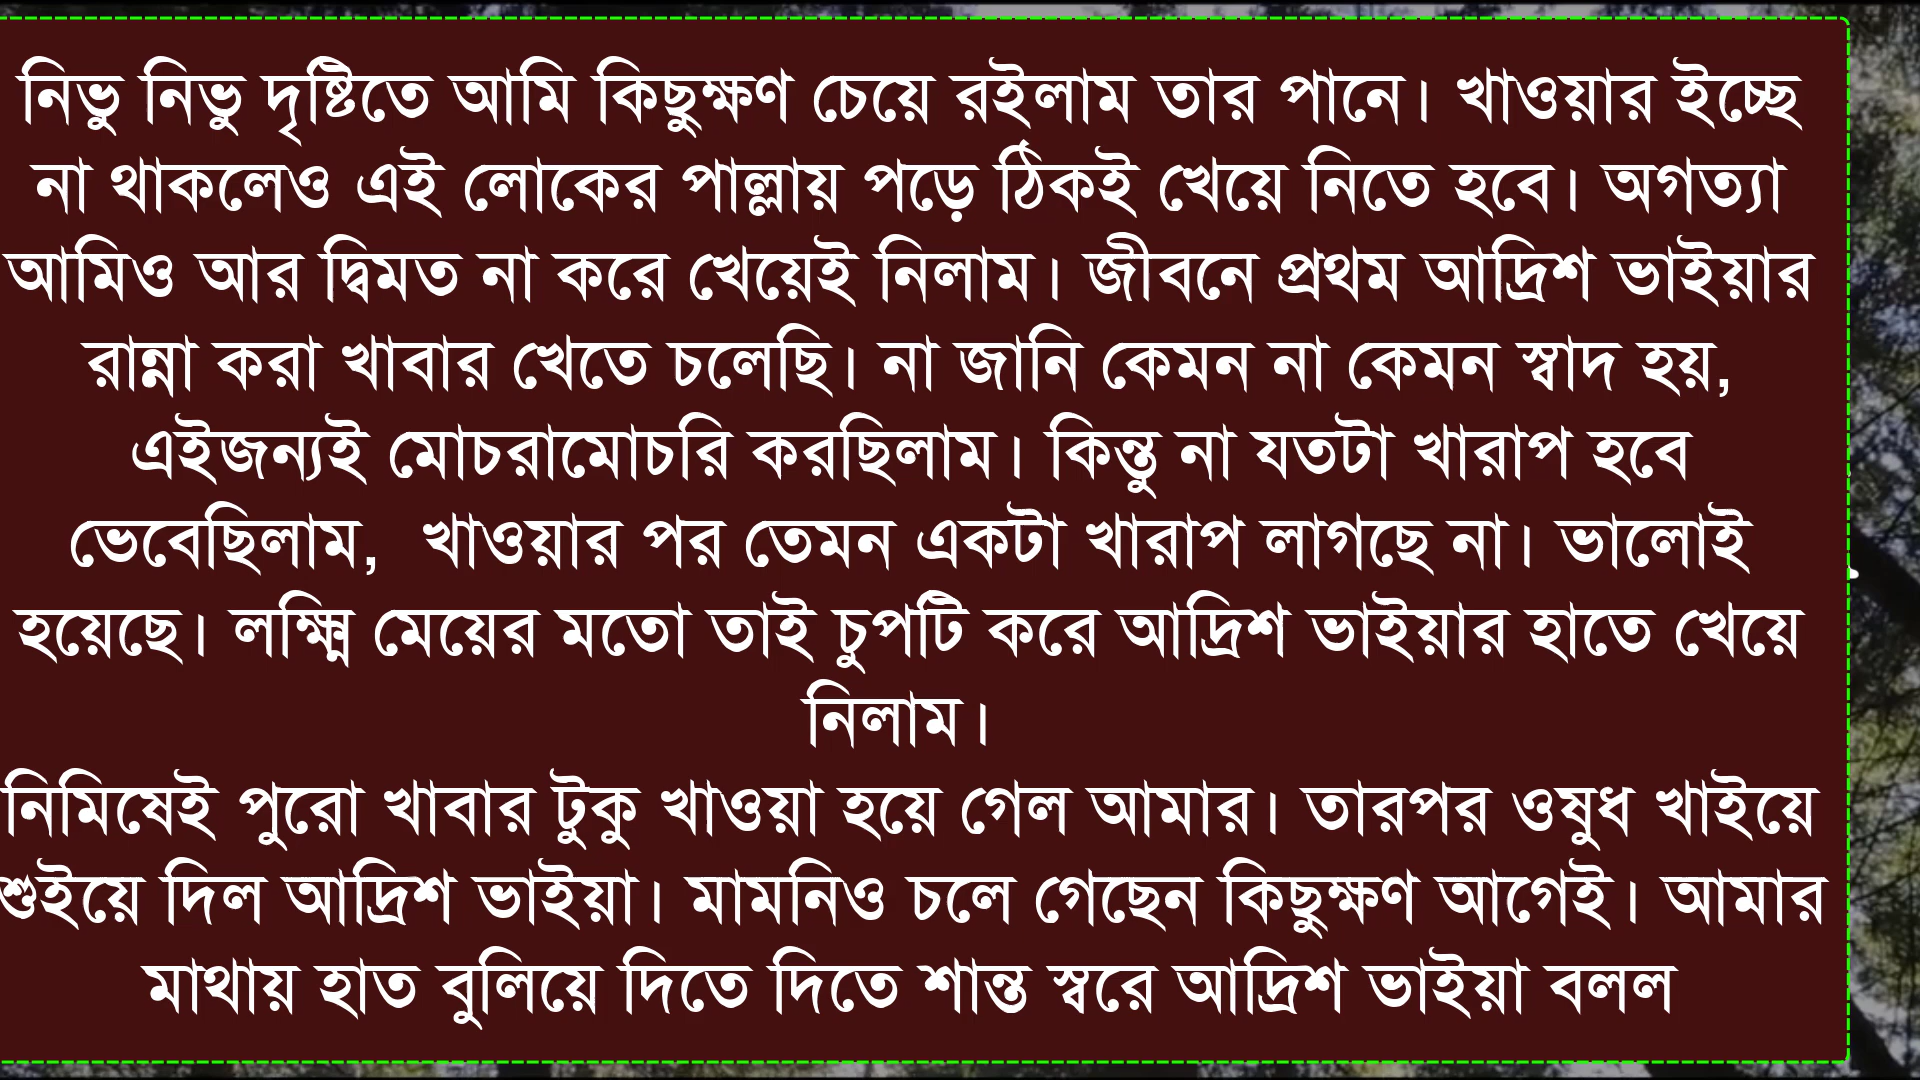 নিভু নিভু দৃষ্টিতে আমি কিছুক্ষণ চেয়ে রইলাম তার পানে। খাওয়ার ইচ্ছে
না থাকলেও এই লোকের পাল্লায় পড়ে ঠিকই খেয়ে নিতে হবে। অগত্যা
আমিও আর দ্বিমত না করে খেয়েই নিলাম। জীবনে প্রথম আদ্রিশ ভাইয়ার
রান্না করা খাবার খেতে চলেছি। না জানি কেমন না কেমন স্বাদ হয়,
এইজন্যই মোচরামোচরি করছিলাম। কিন্তু না যতটা খারাপ হবে
ভেবেছিলাম,  খাওয়ার পর তেমন একটা খারাপ লাগছে না। ভালোই
হয়েছে। লক্ষ্মি মেয়ের মতো তাই চুপটি করে আদ্রিশ ভাইয়ার হাতে খেয়ে
নিলাম।
নিমিষেই পুরো খাবার টুকু খাওয়া হয়ে গেল আমার। তারপর ওষুধ খাইয়ে
শুইয়ে দিল আদ্রিশ ভাইয়া। মামনিও চলে গেছেন কিছুক্ষণ আগেই। আমার
মাথায় হাত বুলিয়ে দিতে দিতে শান্ত স্বরে আদ্রিশ ভাইয়া বলল